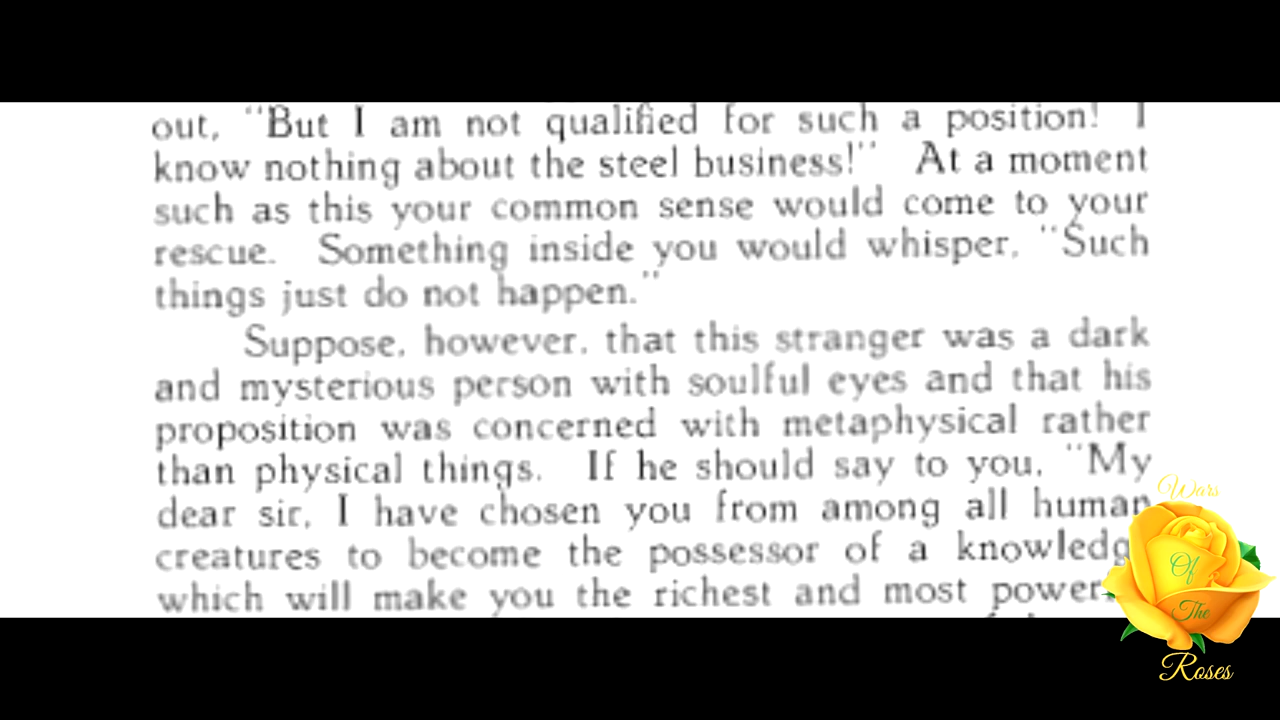 out, "But I am not qualified for such a position! I
know nothing about the steel business!" At a moment
such as this your common sense would come to your
rescue. Something inside you would whisper, "Such
things just do not happen."
Suppose, however, that this stranger was a dark
and mysterious person with soulful eyes and that his
proposition was concerned with metaphysical rather
than physical things. If he should say to you, "My
dear sir, I have chosen you from among all human
creatures to become the possessor of a
which will make you the richest and most
Wars
Of
The
Roses